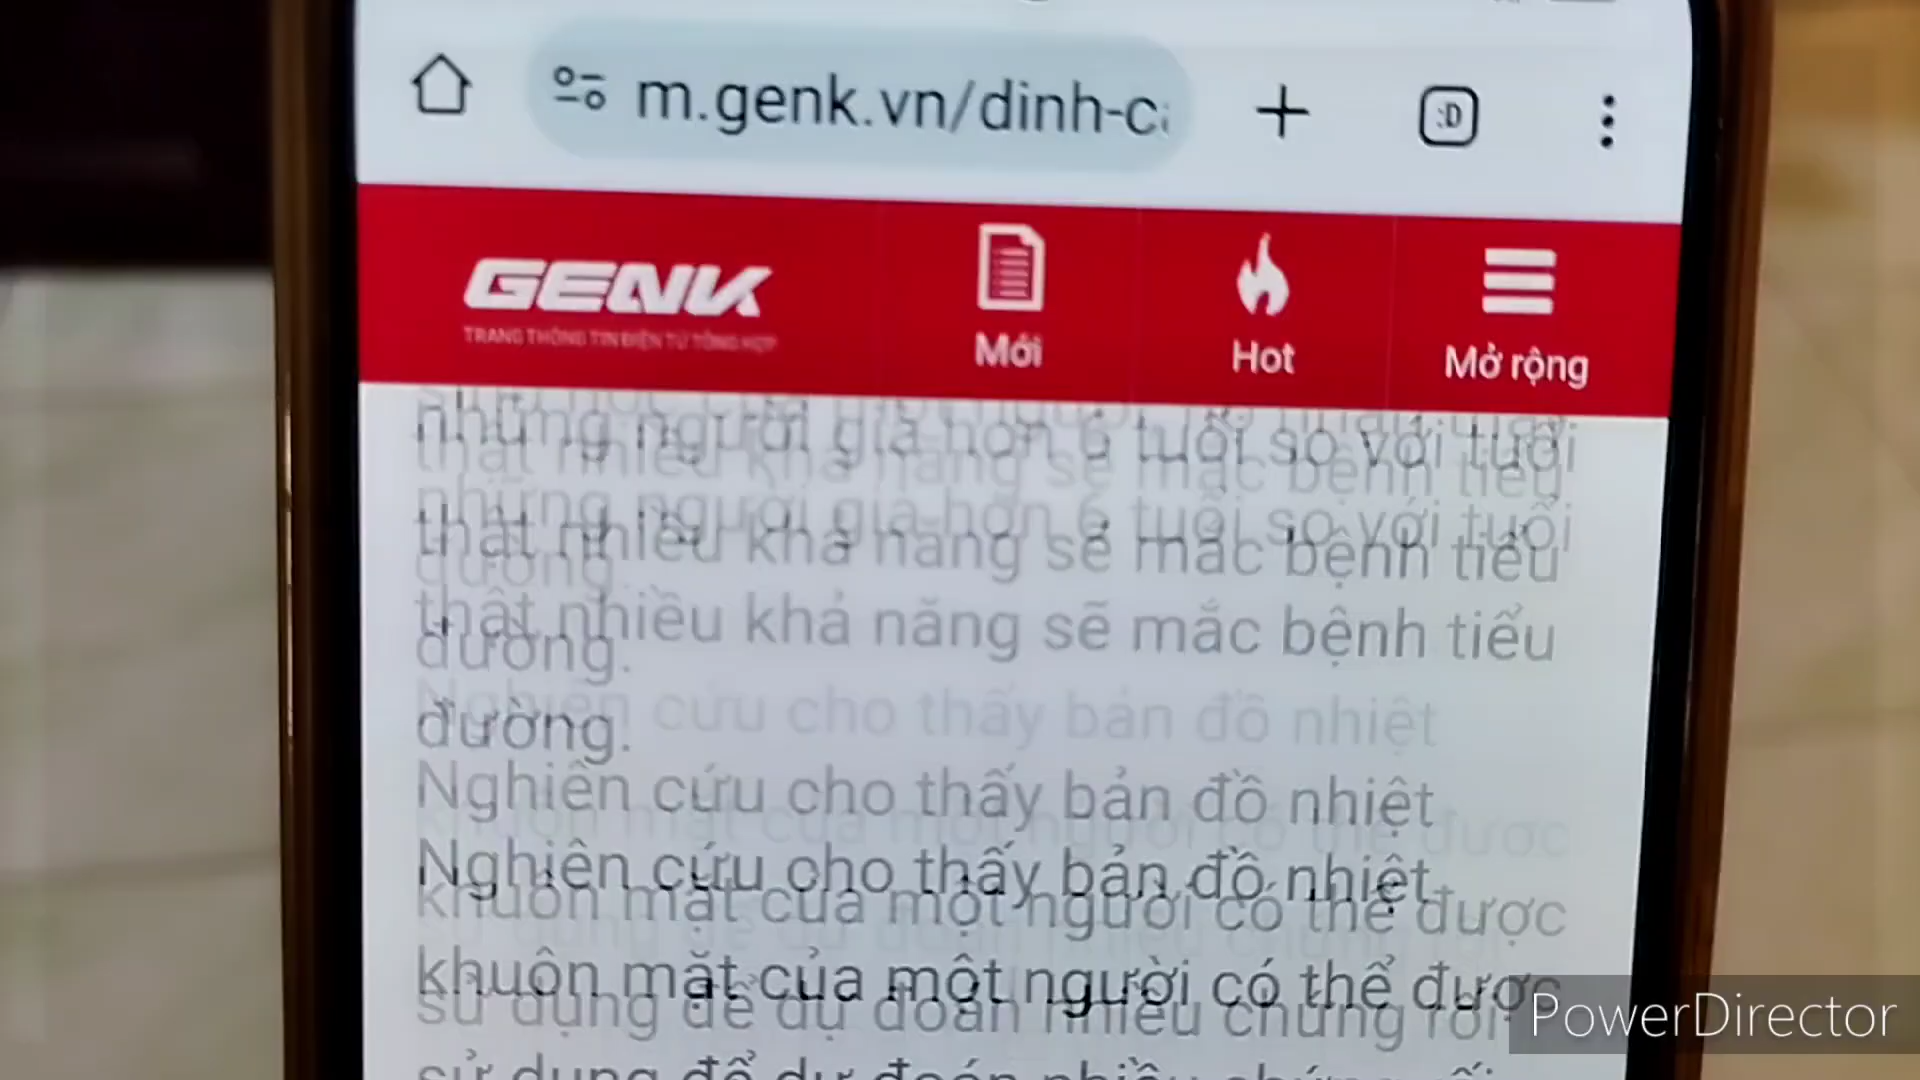 m.genk.vn/dinh-ca
:D
GENK
TRANG THÔNG TIN ĐIỆN TỬ TỔNG HỢP
Mới
Hot
Mở rộng
những người già hơn 6 tuổi so với tuổi
thật nhiều khả năng sẽ mắc bệnh tiểu
đường.
Nghiên cứu cho thấy bản đồ nhiệt
khuôn mặt của một người có thể được
sử dụng để dự đoán nhiều chứng rối
PowerDirector